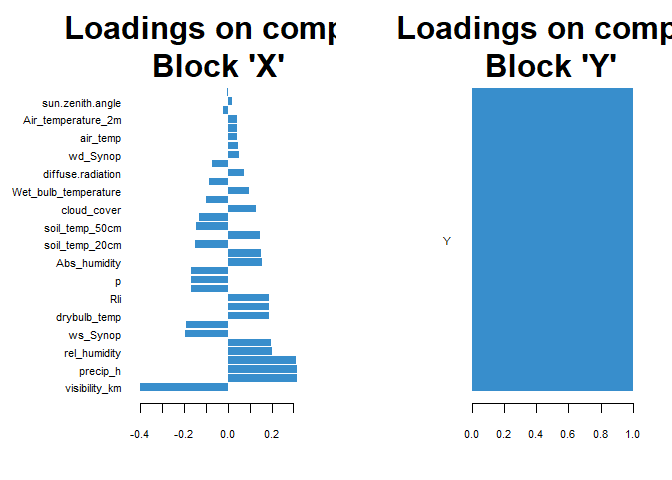 Loadings on comp
Block 'X'
sun.zenith.angle
Air_temperature_2m
air_temp
wd_Synop
diffuse.radiation
Wet_bulb_temperature
cloud_cover
soil_temp_50cm
soil_temp_20cm
Abs_humidity
p
Rli
drybulb_temp
ws_Synop
rel_humidity
precip_h
visibility_km
-0.4 -0.2 0.0 0.2
Loadings on comp
Block 'Y'
Y
0.0 0.2 0.4 0.6 0.8 1.0